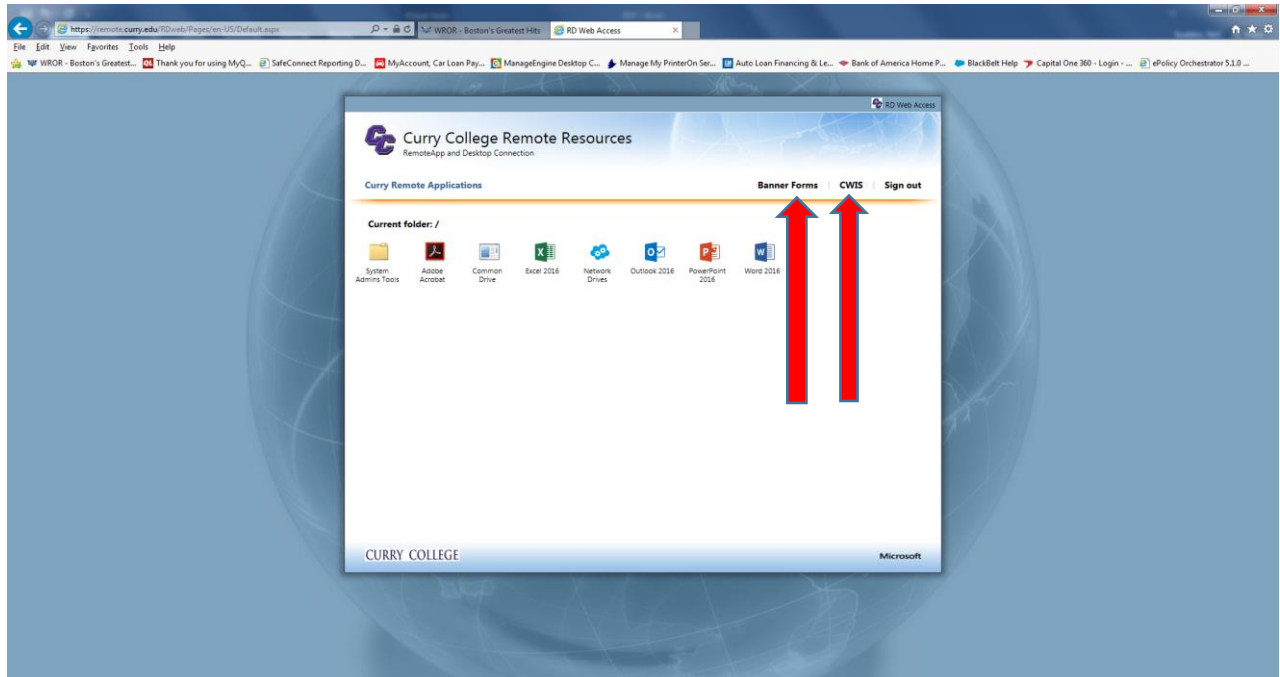 https://remote.curry.edu/RDweb/Pages/en-US/Default.aspx
WROR - Boston's Greatest Hits
RD Web Access
File Edit View Favorites Tools Help
WROR - Boston's Greatest... Thank you for using MyQ... SafeConnect Reporting D... MyAccount, Car Loan Pay... ManageEngine Desktop C... Manage My PrinterOn Ser... Auto Loan Financing & Le... Bank of America Home P... BlackBelt Help Capital One 360 - Login - ... ePolicy Orchestrator 5.1.0 ...
RD Web Access
CC Curry College Remote Resources
RemoteApp and Desktop Connection
Curry Remote Applications
Banner Forms | CWIS | Sign out
Current folder: /
System Admins Tools
Adobe Acrobat
Common Drive
Excel 2016
Network Drives
Outlook 2016
PowerPoint 2016
Word 2016
CURRY COLLEGE
Microsoft